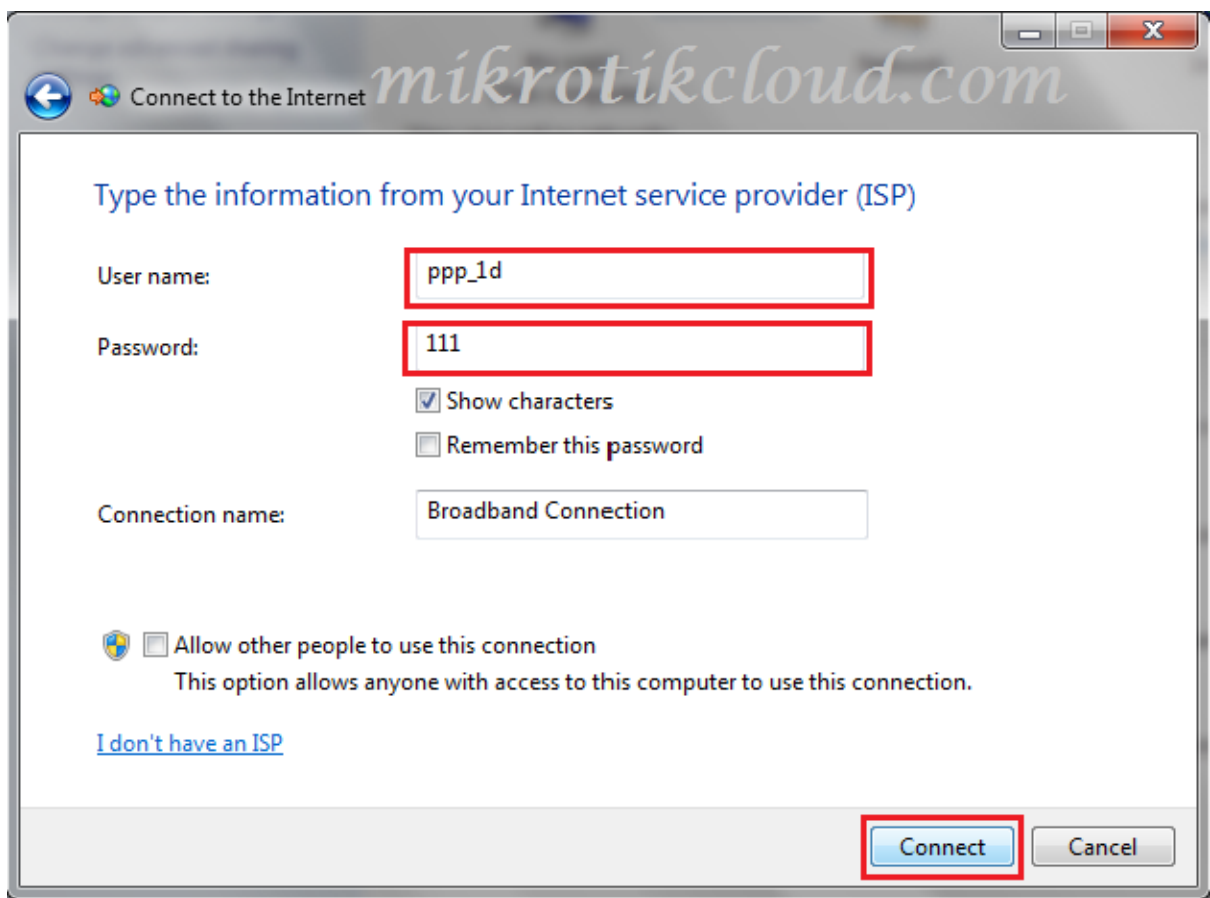 mikrotikcloud.com
Connect to the Internet
Type the information from your Internet service provider (ISP)
User name:
ppp_1d
Password:
111
Show characters
Remember this password
Connection name:
Broadband Connection
Allow other people to use this connection
This option allows anyone with access to this computer to use this connection.
I don't have an ISP
Connect
Cancel